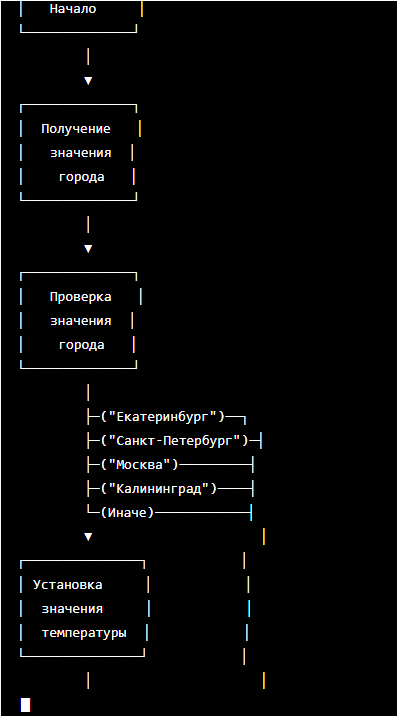 Начало
Получение
значения
города
Проверка
значения
города
("Екатеринбург")
("Санкт-Петербург")
("Москва")
("Калининград")
(Иначе)
Установка
значения
температуры